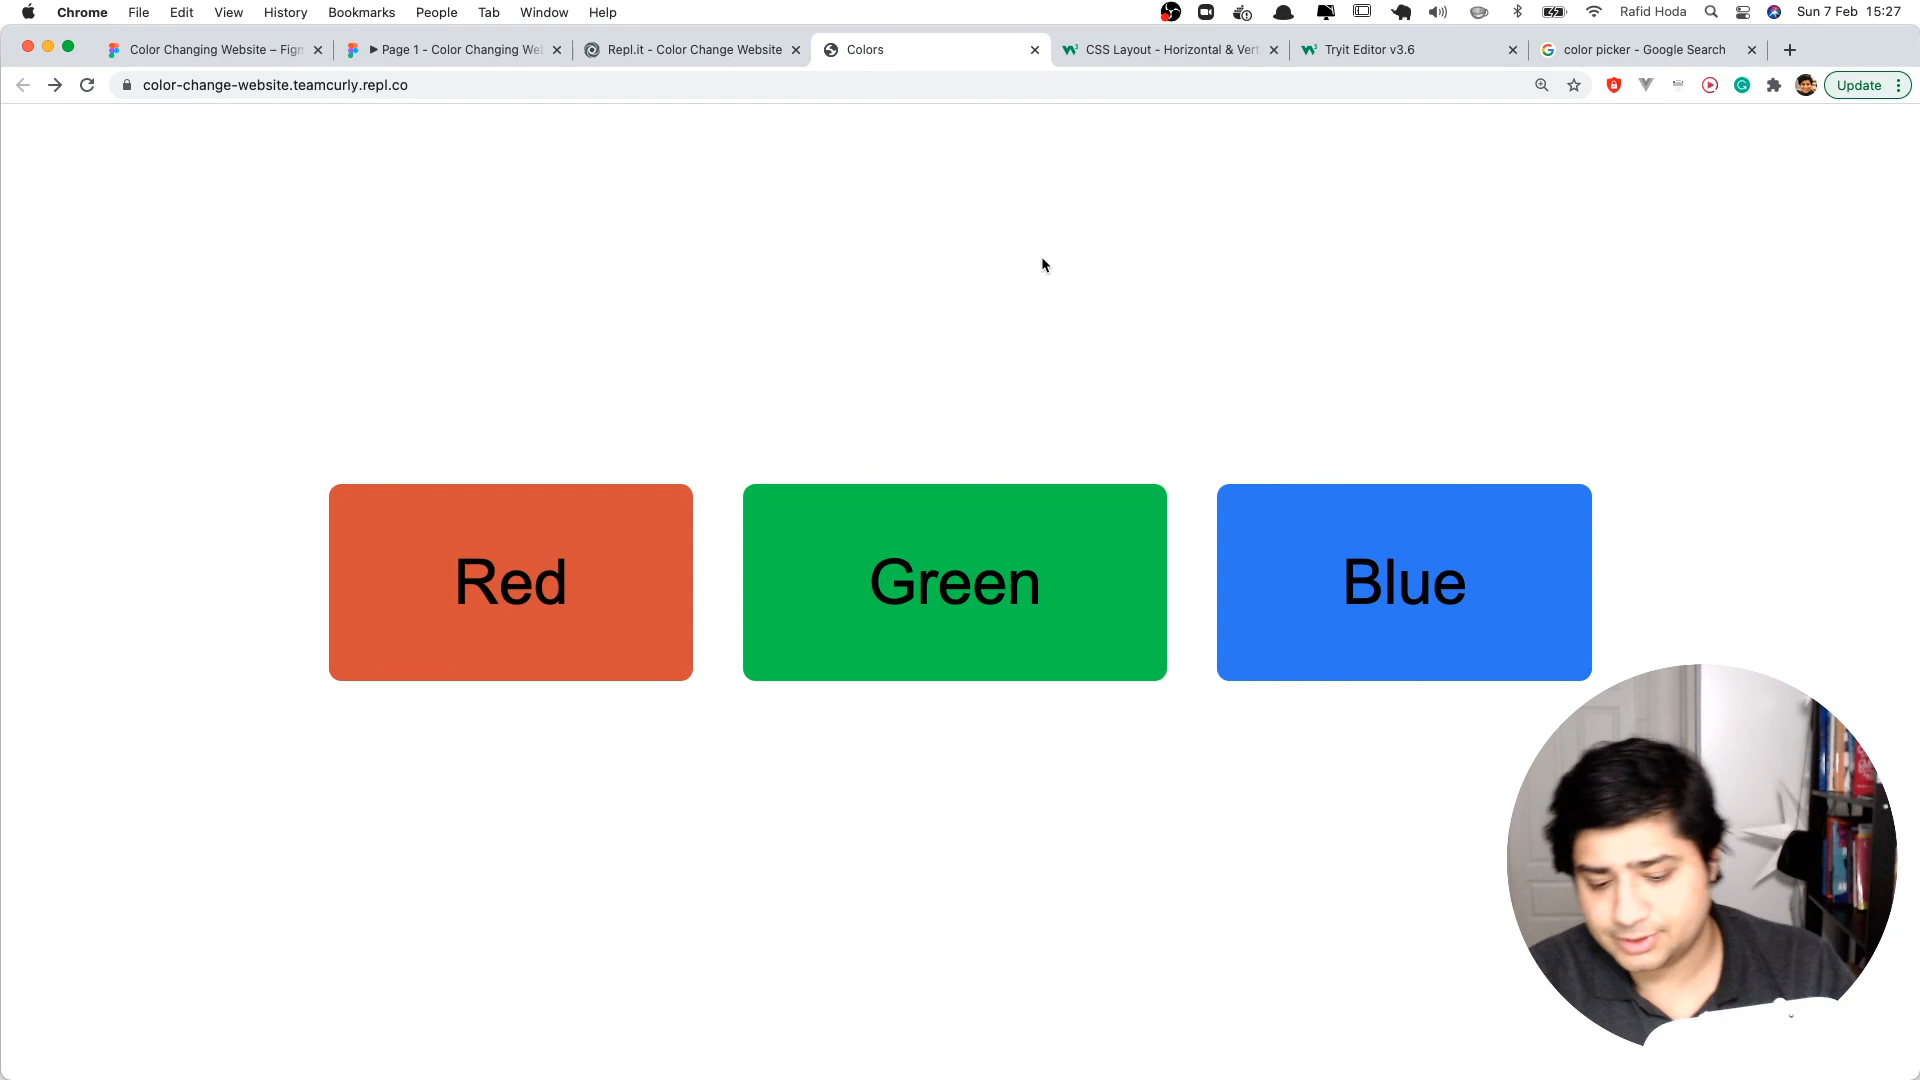 Chrome File Edit View History Bookmarks People Tab Window Help Rafid Hoda Sun 7 Feb 15:27
Color Changing Website – Figm ▶ Page 1 - Color Changing Wel Repl.it - Color Change Website Colors CSS Layout - Horizontal & Vert Tryit Editor v3.6 color picker - Google Search
color-change-website.teamcurly.repl.co Update
Red Green Blue